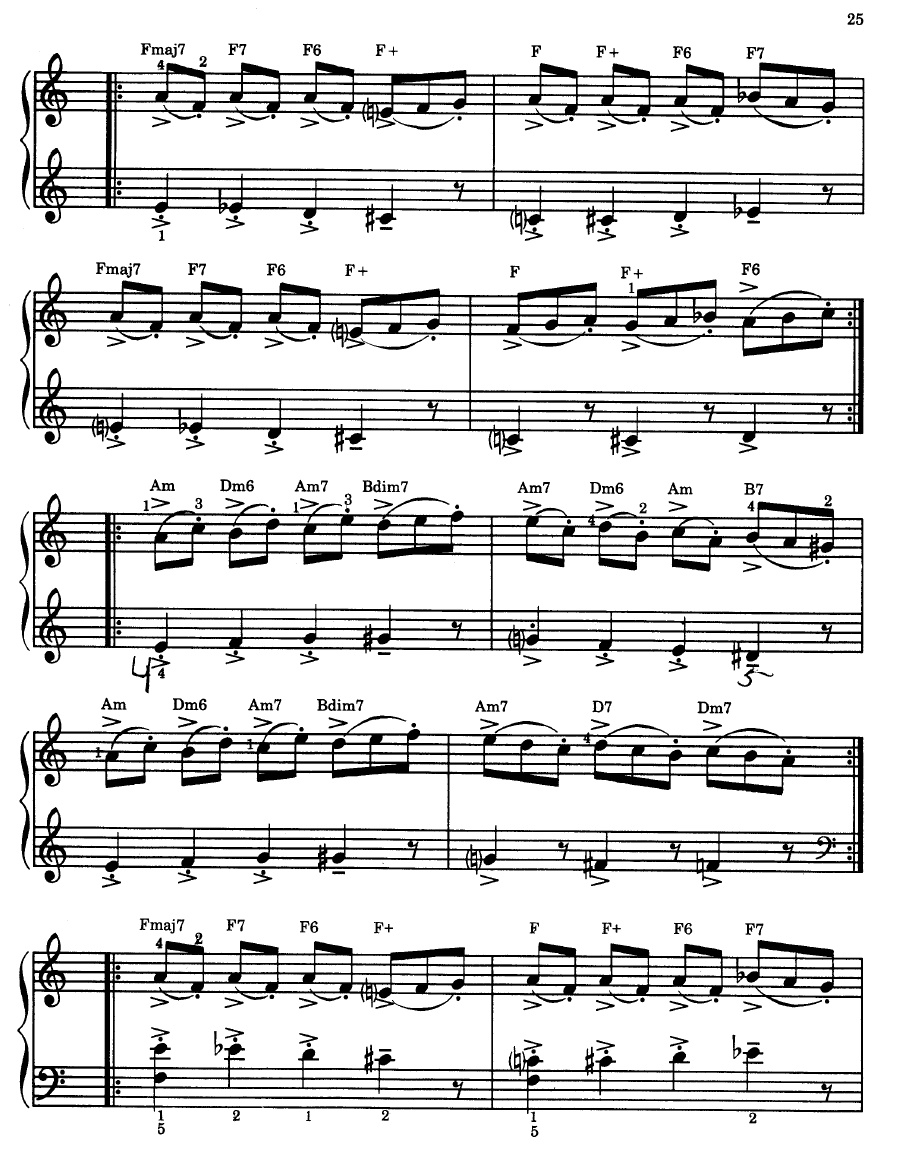 25
Fmaj7 F7 F6 F+ F F+ F6 F7
4 2
1
Fmaj7 F7 F6 F+ F F+ F6
1
Am Dm6 Am7 Bdim7 Am7 Dm6 Am B7
1 3 1 3 4 2 4 2
4 4 5
Am Dm6 Am7 Bdim7 Am7 D7 Dm7
1 1 4
Fmaj7 F7 F6 F+ F F+ F6 F7
4 2
1 2 1 2 1 2
5 5